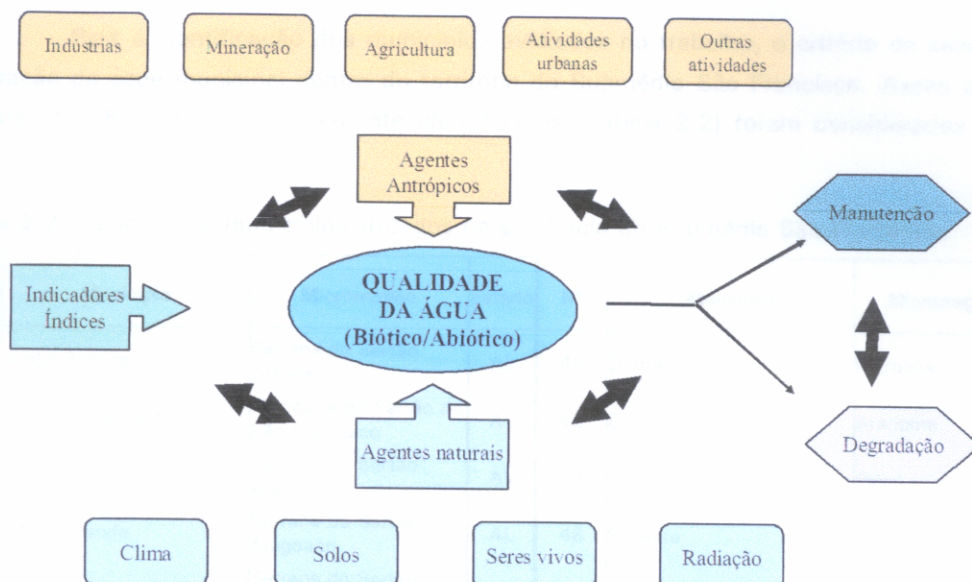 Indústrias
Mineração
Agricultura
Atividades
urbanas
Outras
atividades
Agentes
Antrópicos
Manutenção
Indicadores
Índices
QUALIDADE
DA ÁGUA
(Biótico/Abiótico)
Degradação
Agentes naturais
Clima
Solos
Seres vivos
Radiação